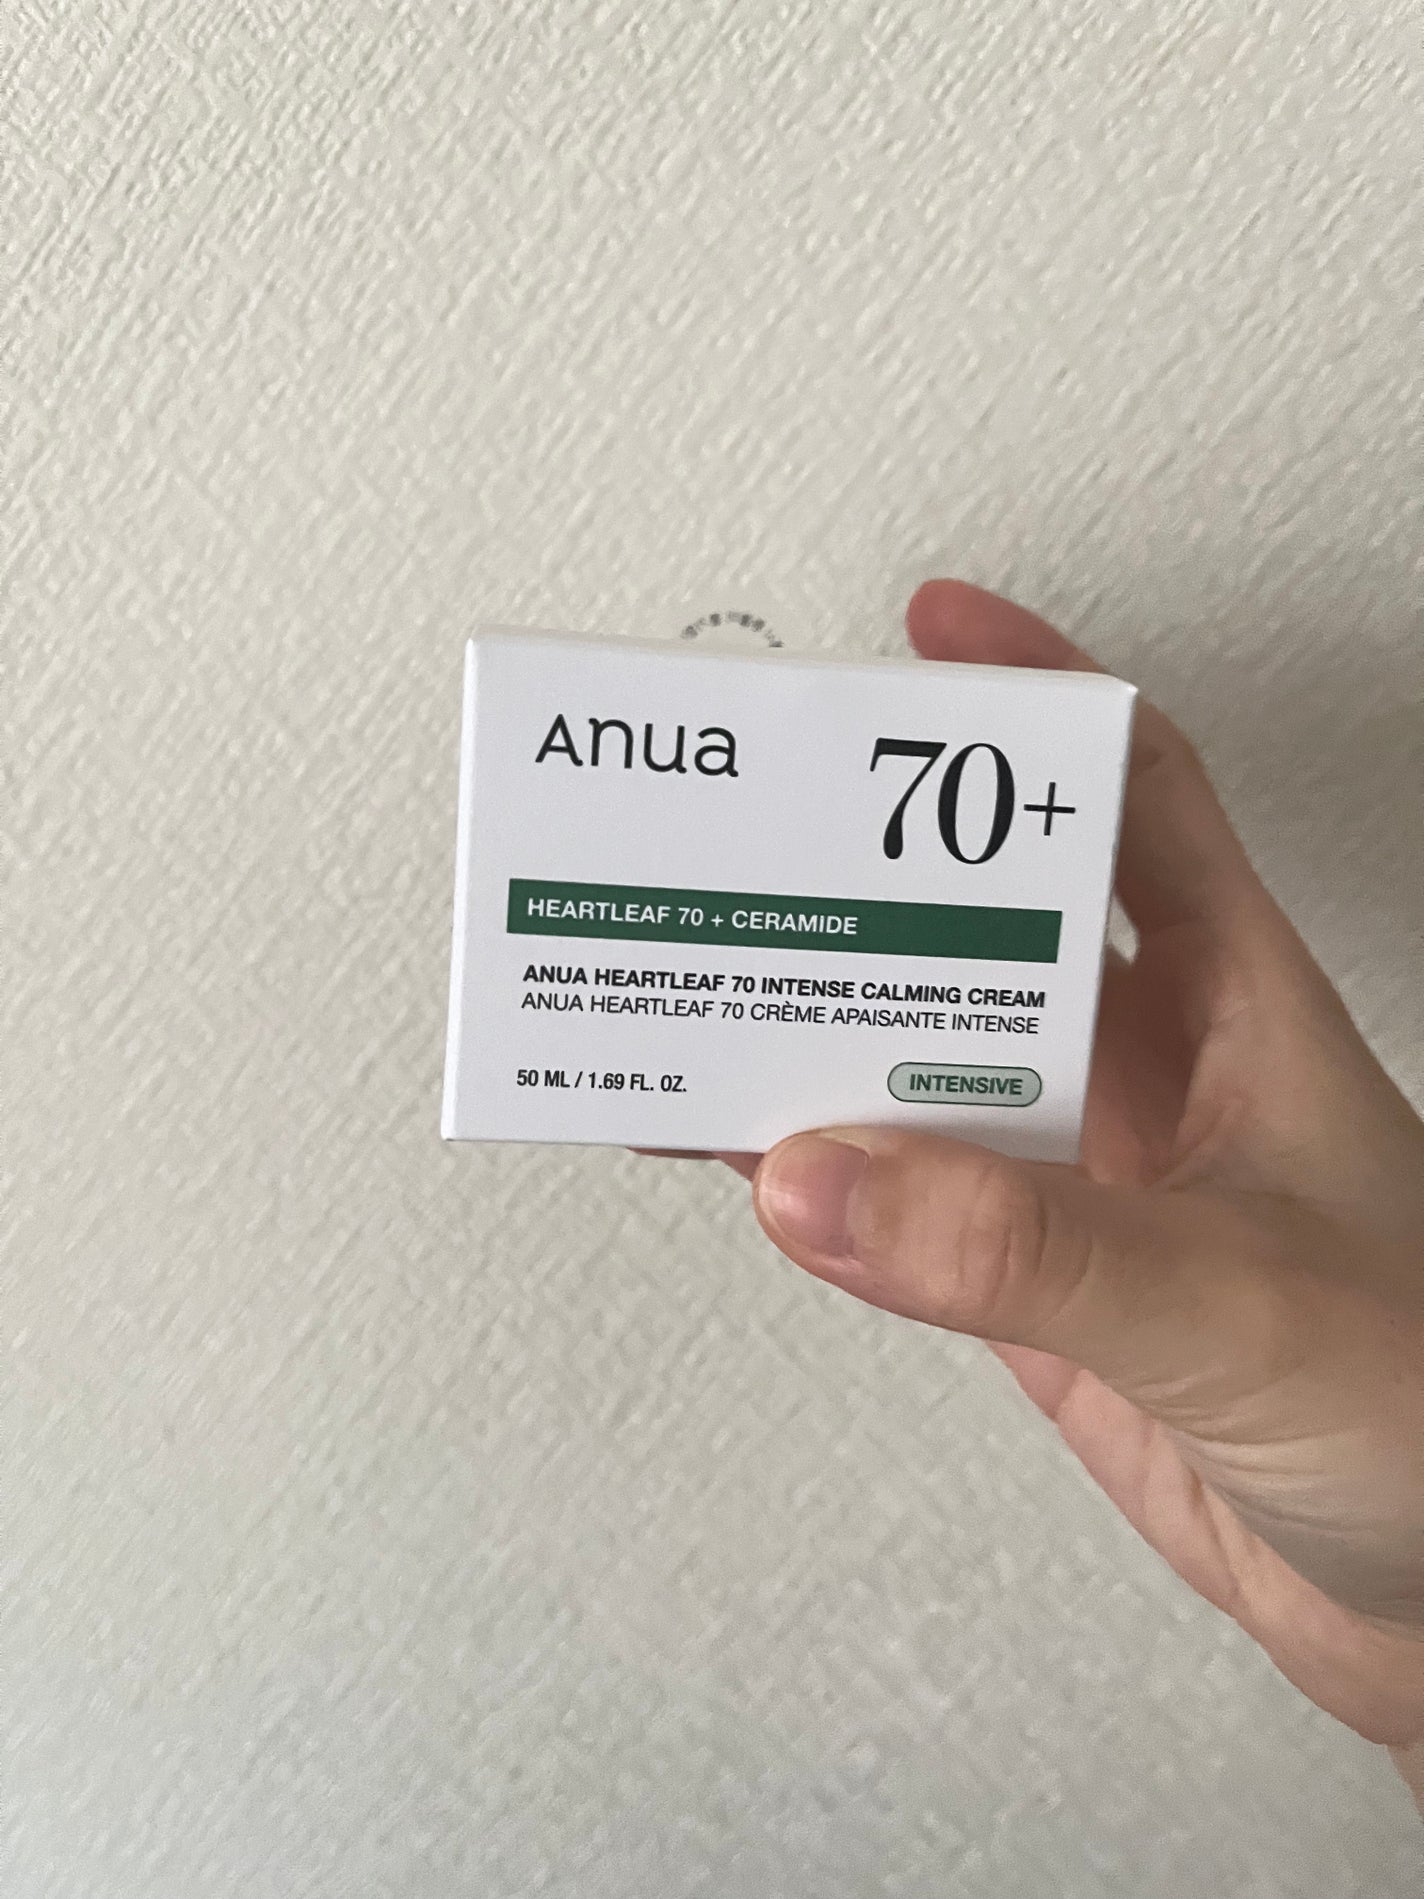 Anua
70+
HEARTLEAF 70 + CERAMIDE
ANUA HEARTLEAF 70 INTENSE CALMING CREAM
ANUA HEARTLEAF 70 CRÈME APAISANTE INTENSE
50 ML / 1.69 FL. OZ.
INTENSIVE